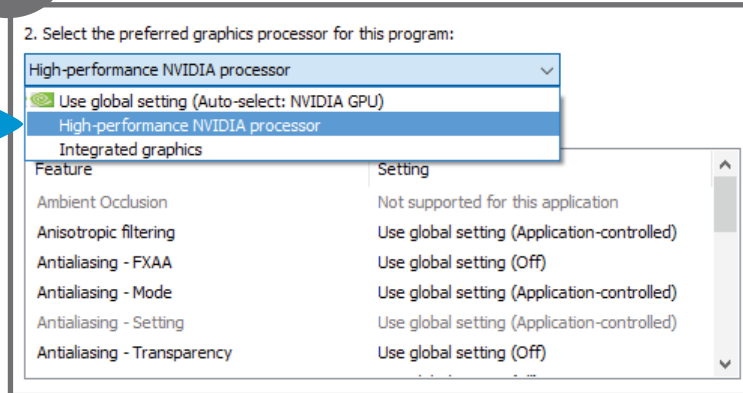 2. Select the preferred graphics processor for this program:
High-performance NVIDIA processor
Use global setting (Auto-select: NVIDIA GPU)
High-performance NVIDIA processor
Integrated graphics
Feature Setting
Ambient Occlusion Not supported for this application
Anisotropic filtering Use global setting (Application-controlled)
Antialiasing - FXAA Use global setting (Off)
Antialiasing - Mode Use global setting (Application-controlled)
Antialiasing - Setting Use global setting (Application-controlled)
Antialiasing - Transparency Use global setting (Off)